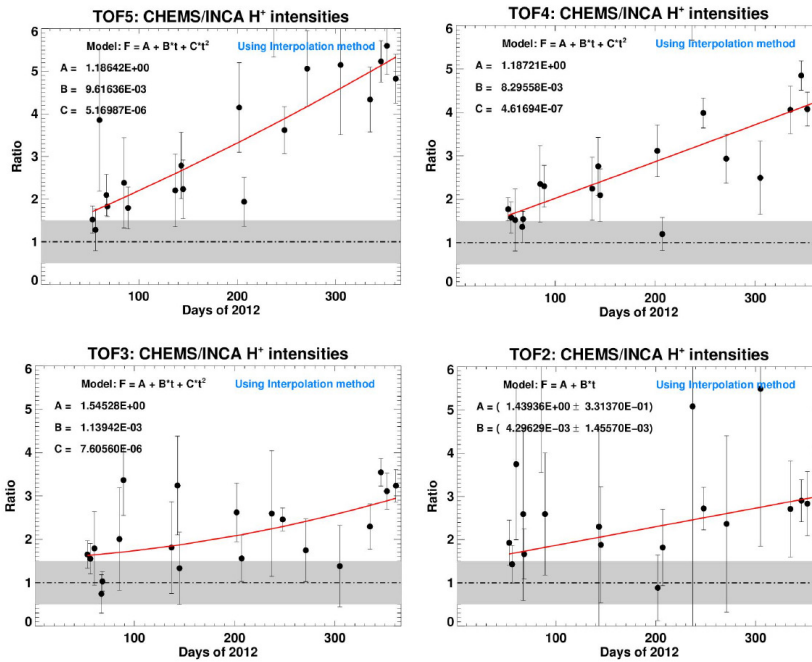 TOF5: CHEMS/INCA H+ intensities
Model: F = A + B*t + C*t2
Using Interpolation method
A = 1.18642E+00
B = 9.61636E-03
C = 5.16987E-06
6
5
4
3
2
1
0
Ratio
100
200
300
Days of 2012
TOF4: CHEMS/INCA H+ intensities
Model: F = A + B*t + C*t2
Using Interpolation method
A = 1.18721E+00
B = 8.29558E-03
C = 4.61694E-07
6
5
4
3
2
1
0
Ratio
100
200
300
Days of 2012
TOF3: CHEMS/INCA H+ intensities
Model: F = A + B*t + C*t2
Using Interpolation method
A = 1.54528E+00
B = 1.13942E-03
C = 7.60560E-06
6
5
4
3
2
1
0
Ratio
100
200
300
Days of 2012
TOF2: CHEMS/INCA H+ intensities
Model: F = A + B*t
Using Interpolation method
A = ( 1.43936E+00 ± 3.31370E-01)
B = ( 4.29629E-03 ± 1.45570E-03)
6
5
4
3
2
1
0
Ratio
100
200
300
Days of 2012